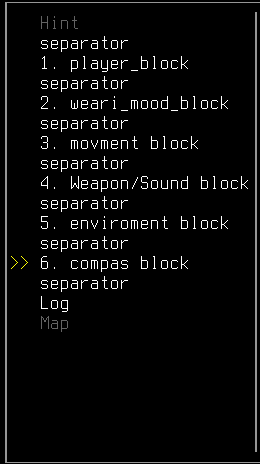 Hint
separator
1. player_block
separator
2. weari_mood_block
separator
3. movment block
separator
4. Weapon/Sound block
separator
5. enviroment block
separator
>> 6. compas block
separator
Log
Map